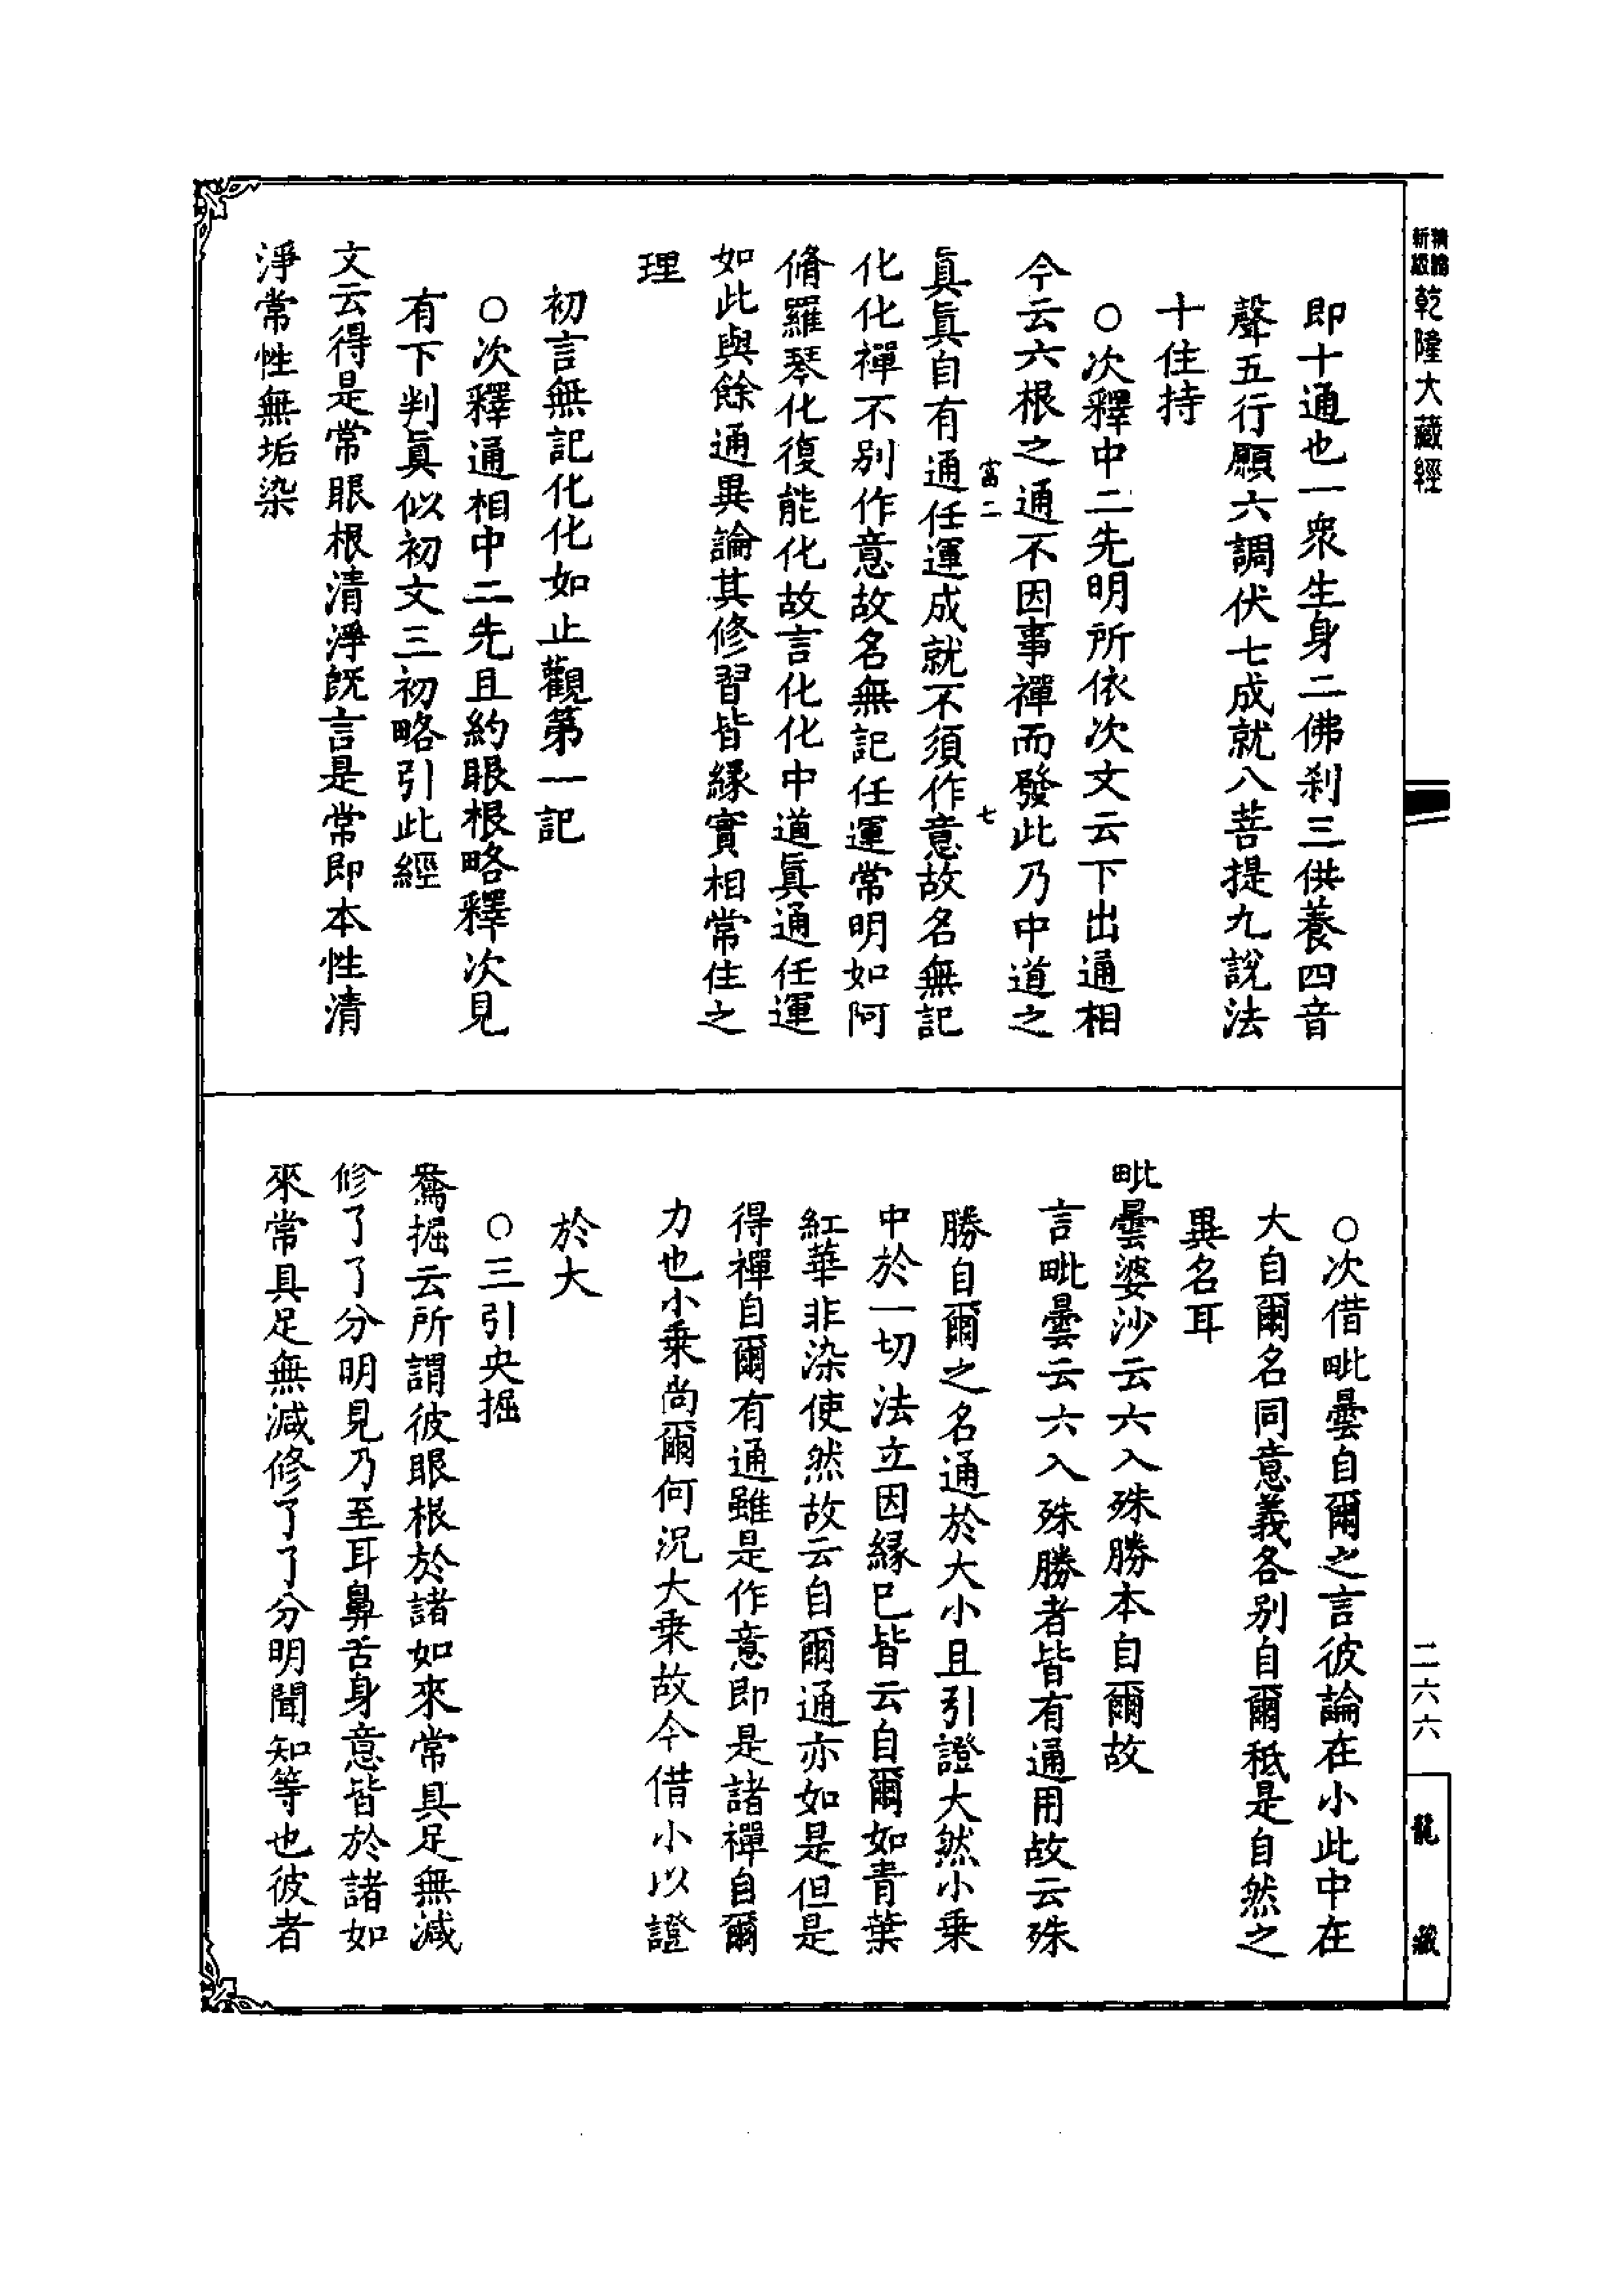 新編
縮級
乾隆大藏經
即十通也一衆生身二佛刹三供養四音
聲五行願六調伏七成就八菩提九說法
十住持
○次釋中二先明所依次文云下出通相
今云六根之通不因事禪而發此乃中道之
富二
七
眞眞自有通任運成就不須作意故名無記
化化禪不別作意故名無記任運常明如阿
脩羅琴化復能化故言化化中道眞通任運
如此與餘通異論其修習皆緣實相常住之
理
初言無記化化如止觀第一記
○次釋通相中二先且約眼根略釋次見
有下判眞似初文三初略引此經
文云得是常眼根清淨既言是常即本性清
淨常性無垢染
○次借毗曇自爾之言彼論在小此中在
大自爾名同意義各別自爾秖是自然之
異名耳
毗曇婆沙云六入殊勝本自爾故
言毗曇云六入殊勝者皆有通用故云殊
勝自爾之名通於大小且引證大然小乗
中於一切法立因緣已皆云自爾如青葉
紅華非染使然故云自爾通亦如是但是
得禪自爾有通雖是作意即是諸禪自爾
力也小乗尚爾何況大乗故今借小以證
於大
○三引央掘
鴦掘云所謂彼眼根於諸如來常具足無減
修了了分明見乃至耳鼻舌身意皆於諸如
來常具足無減修了了分明聞知等也彼者
二六六
龍藏